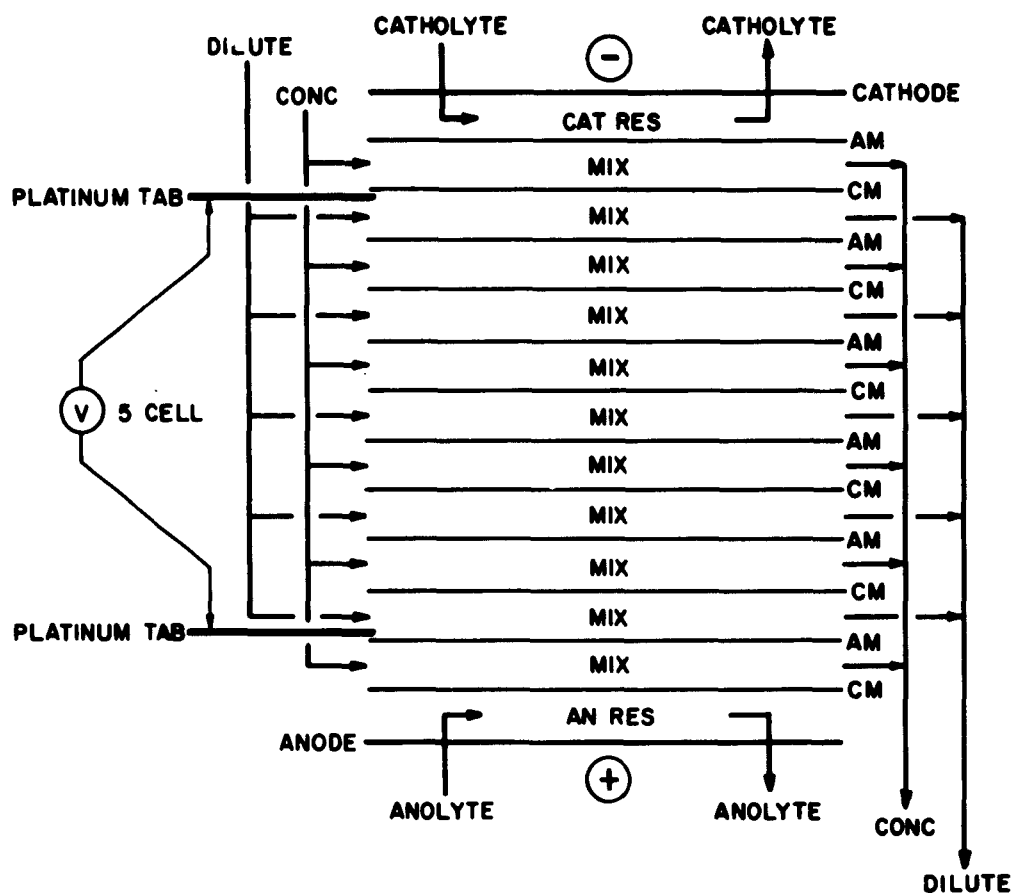 CATHOLYTE
CATHOLYTE
DILUTE
−
CONC
CATHODE
CAT RES
AM
MIX
CM
PLATINUM TAB
MIX
AM
MIX
CM
MIX
AM
MIX
CM
V 5 CELL
MIX
AM
MIX
CM
MIX
AM
MIX
CM
MIX
PLATINUM TAB
AM
MIX
CM
AN RES
ANODE
+
ANOLYTE
ANOLYTE
CONC
DILUTE